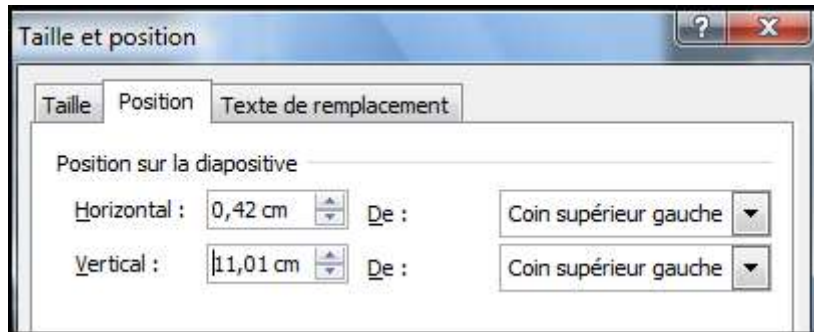 Taille et position
Taille Position Texte de remplacement
Position sur la diapositive
Horizontal : 0,42 cm De : Coin supérieur gauche
Vertical : 11,01 cm De : Coin supérieur gauche